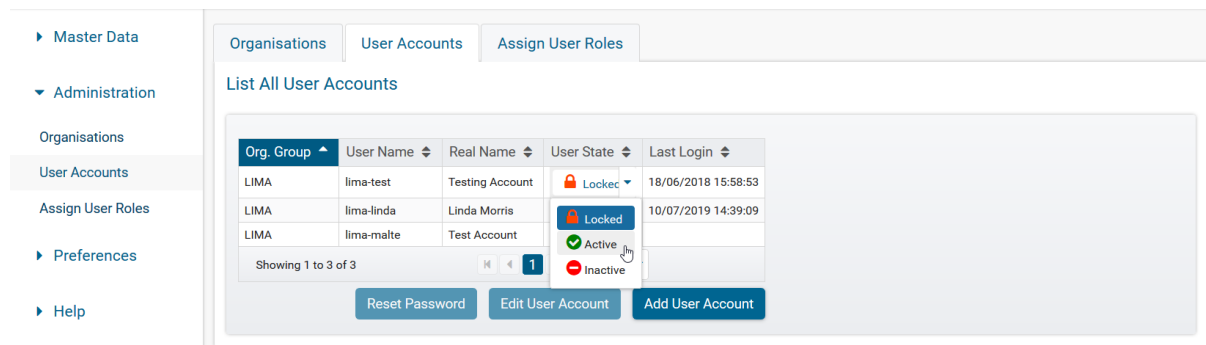 Master Data
Administration
Organisations
User Accounts
Assign User Roles
Preferences
Help
Organisations User Accounts Assign User Roles
List All User Accounts
Org. Group User Name Real Name User State Last Login
LIMA lima-test Testing Account Locked 18/06/2018 15:58:53
LIMA lima-linda Linda Morris 10/07/2019 14:39:09
LIMA lima-malte Test Account
Locked
Active
Inactive
Showing 1 to 3 of 3 1
Reset Password Edit User Account Add User Account